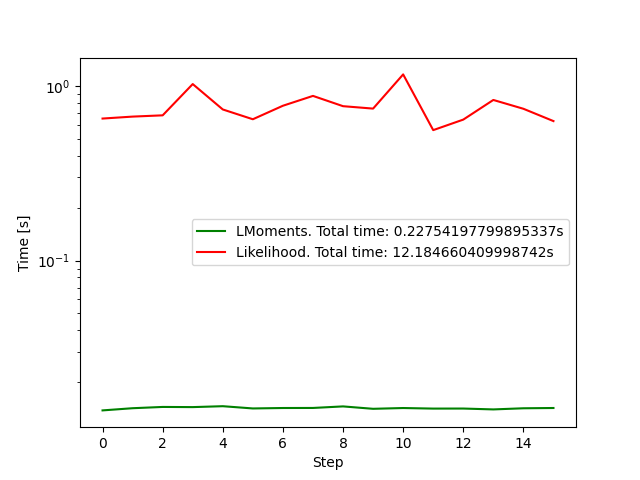 10⁰
10⁻¹
Time [s]
LMoments. Total time: 0.22754197799895337s
Likelihood. Total time: 12.184660409998742s
0 2 4 6 8 10 12 14
Step